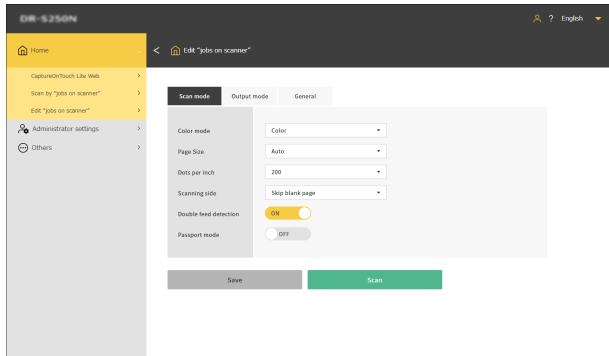 DR-S250N
? English
Home
< Edit "jobs on scanner"
CaptureOnTouch Lite Web >
Scan by "jobs on scanner" >
Edit "jobs on scanner" >
Administrator settings >
Others >
Scan mode Output mode General
Color mode Color
Page Size Auto
Dots per inch 200
Scanning side Skip blank page
Double feed detection ON
Passport mode OFF
Save Scan